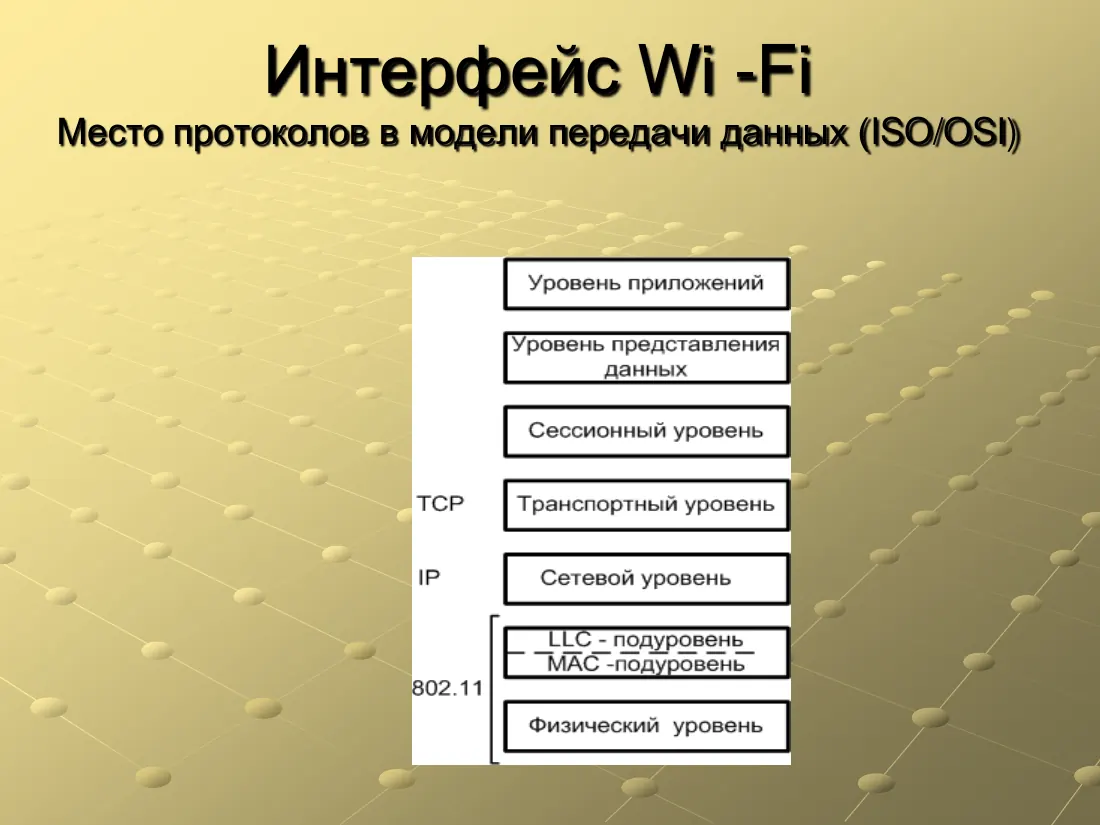 Интерфейс Wi -Fi
Место протоколов в модели передачи данных (ISO/OSI)
Уровень приложений
Уровень представления
данных
Сессионный уровень
TCP Транспортный уровень
IP Сетевой уровень
LLC - подуровень
MAC -подуровень
802.11
Физический уровень